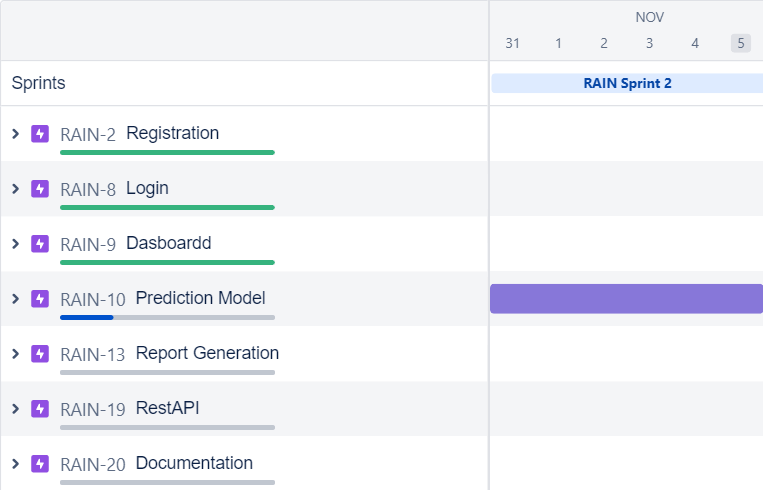 NOV
31 1 2 3 4 5
Sprints
RAIN Sprint 2
RAIN-2 Registration
RAIN-8 Login
RAIN-9 Dasboardd
RAIN-10 Prediction Model
RAIN-13 Report Generation
RAIN-19 RestAPI
RAIN-20 Documentation